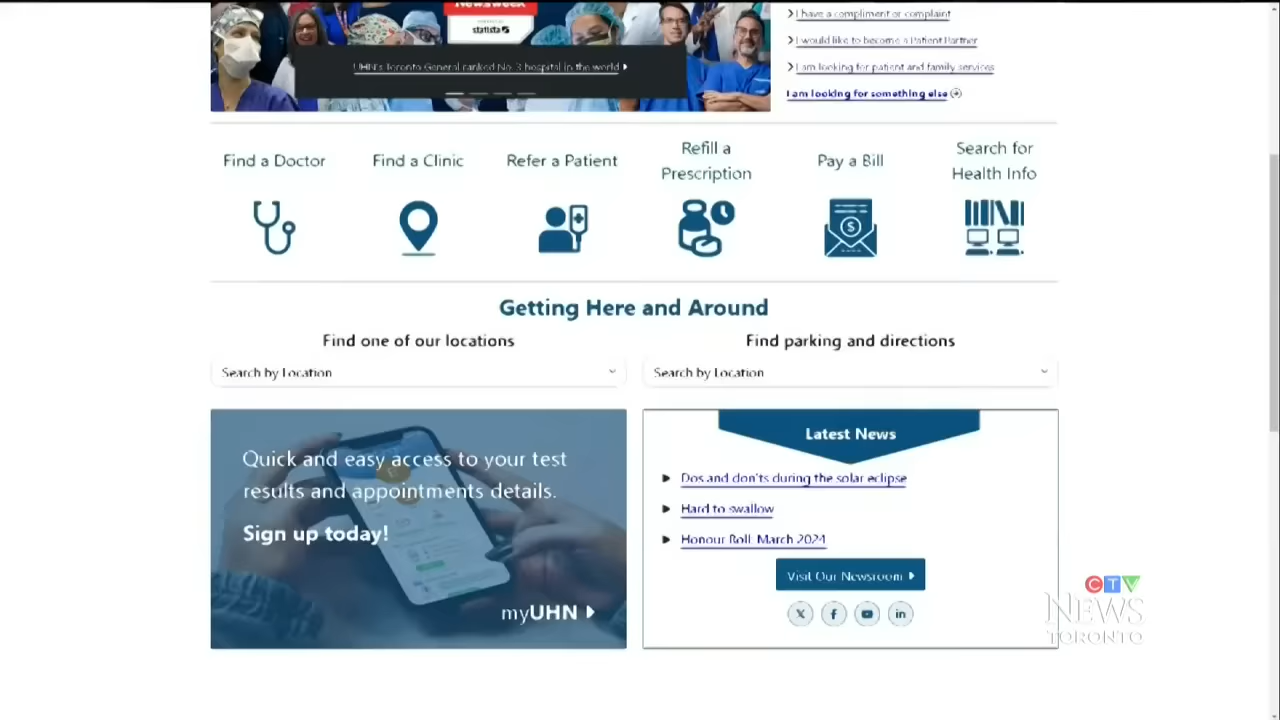 Newsweek
POWERED BY
statista
UHN's Toronto General ranked No. 3 hospital in the world
I have a compliment or complaint
I would like to become a Patient Partner
I am looking for patient and family services
I am looking for something else
Find a Doctor
Find a Clinic
Refer a Patient
Refill a
Prescription
Pay a Bill
Search for
Health Info
Getting Here and Around
Find one of our locations
Search by Location
Find parking and directions
Search by Location
Quick and easy access to your test
results and appointments details.
Sign up today!
myUHN
Latest News
Dos and don'ts during the solar eclipse
Hard to swallow
Honour Roll: March 2024
Visit Our Newsroom
CTV
NEWS
TORONTO